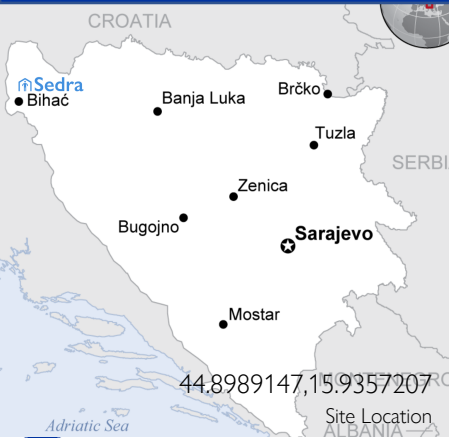 CROATIA
Sedra
Bihać
Banja Luka
Brčko
Tuzla
SERBI
Zenica
Bugojno
Sarajevo
Mostar
44.8989147,15.9357207
MONTENEGRO
Site Location
ALBANIA
Adriatic Sea